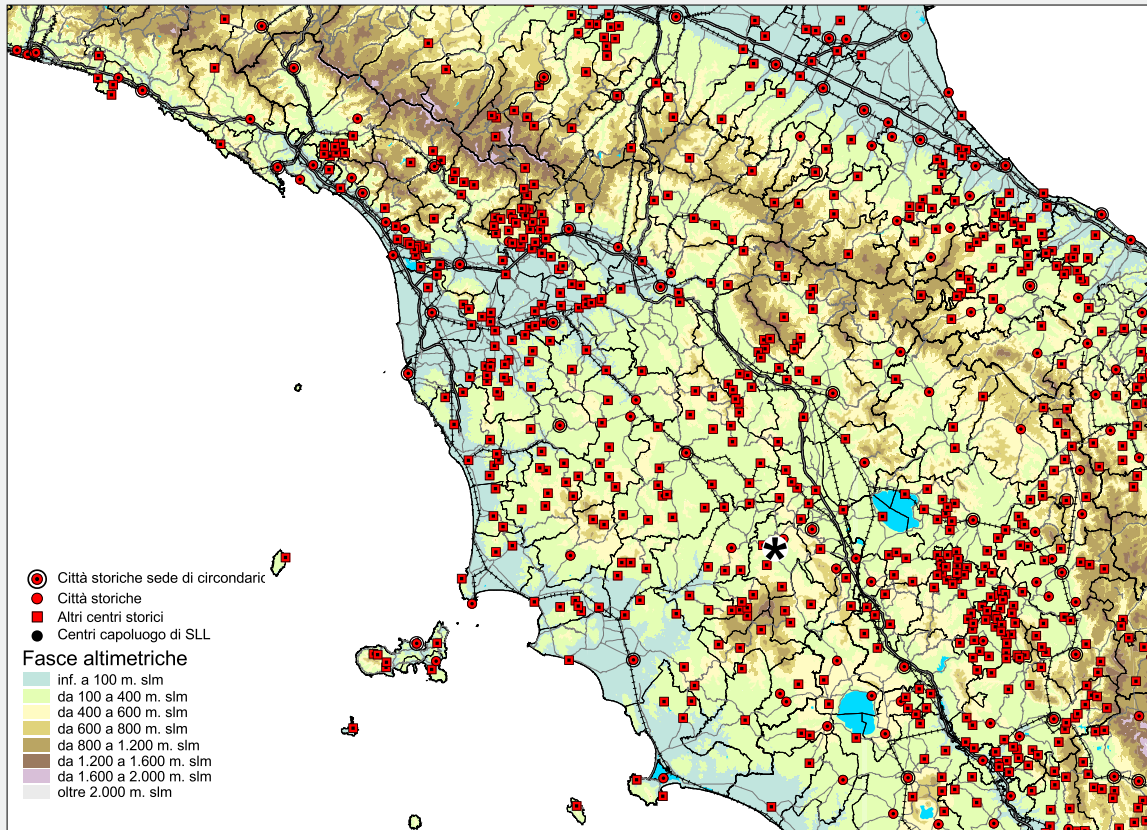 Città storiche sede di circondaric
Città storiche
Altri centri storici
Centri capoluogo di SLL
Fasce altimetriche
inf. a 100 m. slm
da 100 a 400 m. slm
da 400 a 600 m. slm
da 600 a 800 m. slm
da 800 a 1.200 m. slm
da 1.200 a 1.600 m. slm
da 1.600 a 2.000 m. slm
oltre 2.000 m. slm